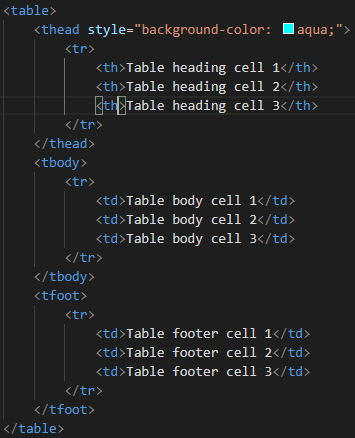 <table>
<thead style="background-color: aqua;">
<tr>
<th>Table heading cell 1</th>
<th>Table heading cell 2</th>
<th>Table heading cell 3</th>
</tr>
</thead>
<tbody>
<tr>
<td>Table body cell 1</td>
<td>Table body cell 2</td>
<td>Table body cell 3</td>
</tr>
</tbody>
<tfoot>
<tr>
<td>Table footer cell 1</td>
<td>Table footer cell 2</td>
<td>Table footer cell 3</td>
</tr>
</tfoot>
</table>